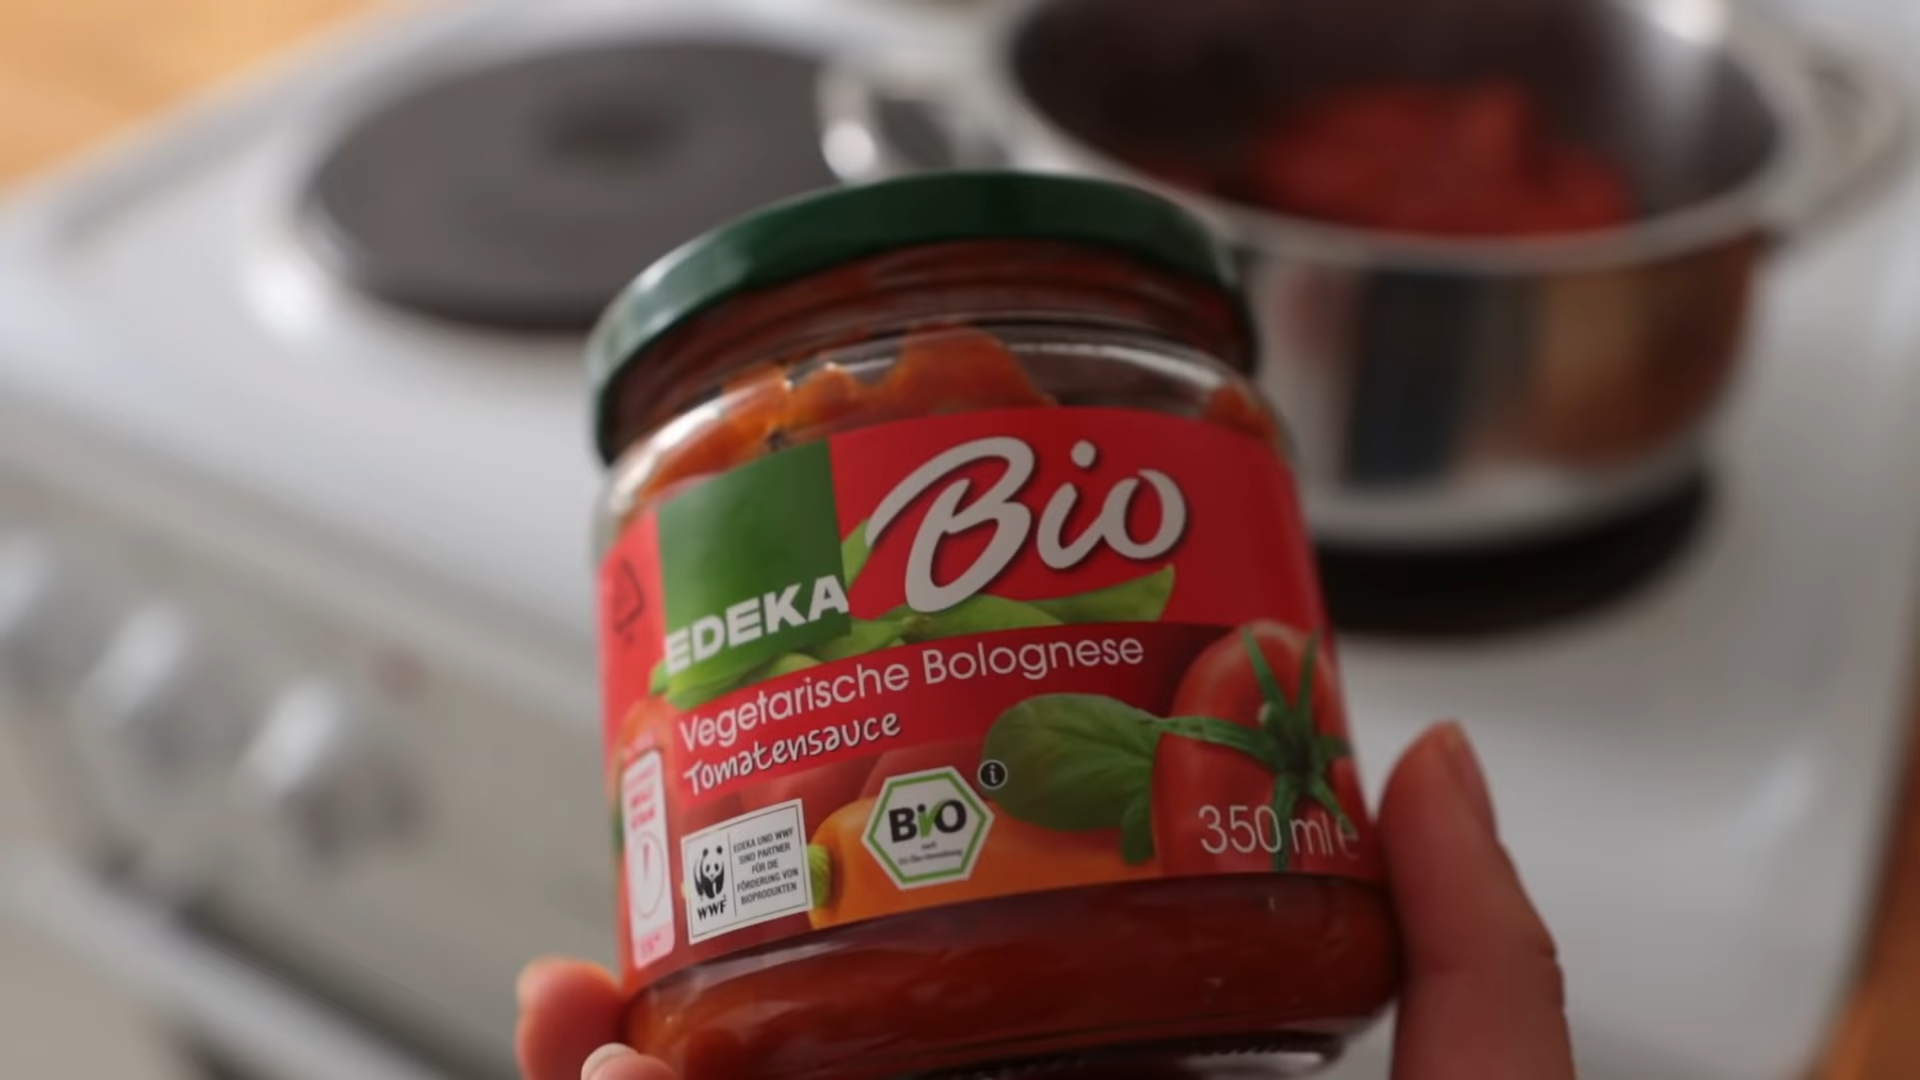 Bio
EDEKA
Vegetarische Bolognese
Tomatensauce
BiO
nach
350 ml e
EDEKA UND WWF
SIND PARTNER
FÜR DIE
FÖRDERUNG VON
BIOPRODUKTEN
WWF